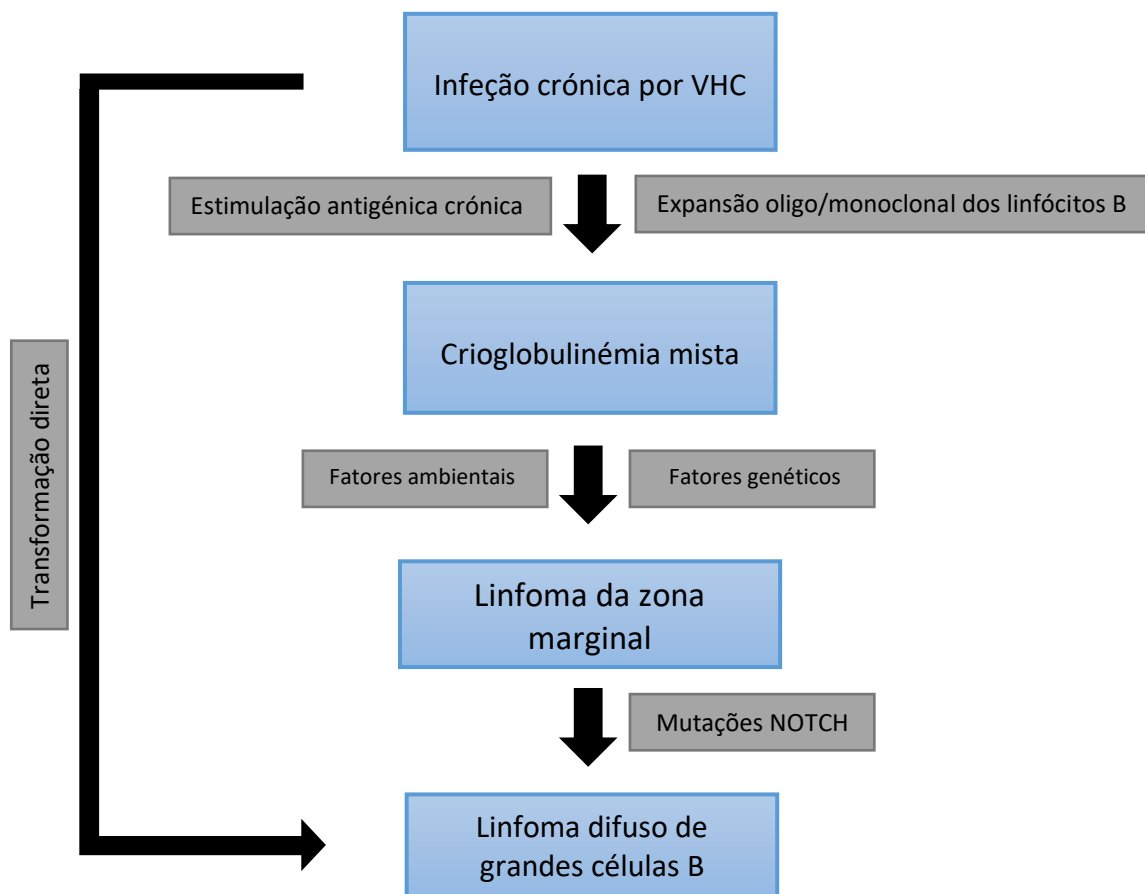 Infeção crónica por VHC
Estimulação antigénica crónica
Expansão oligo/monoclonal dos linfócitos B
Crioglobulinémia mista
Transformação direta
Fatores ambientais
Fatores genéticos
Linfoma da zona
marginal
Mutações NOTCH
Linfoma difuso de
grandes células B